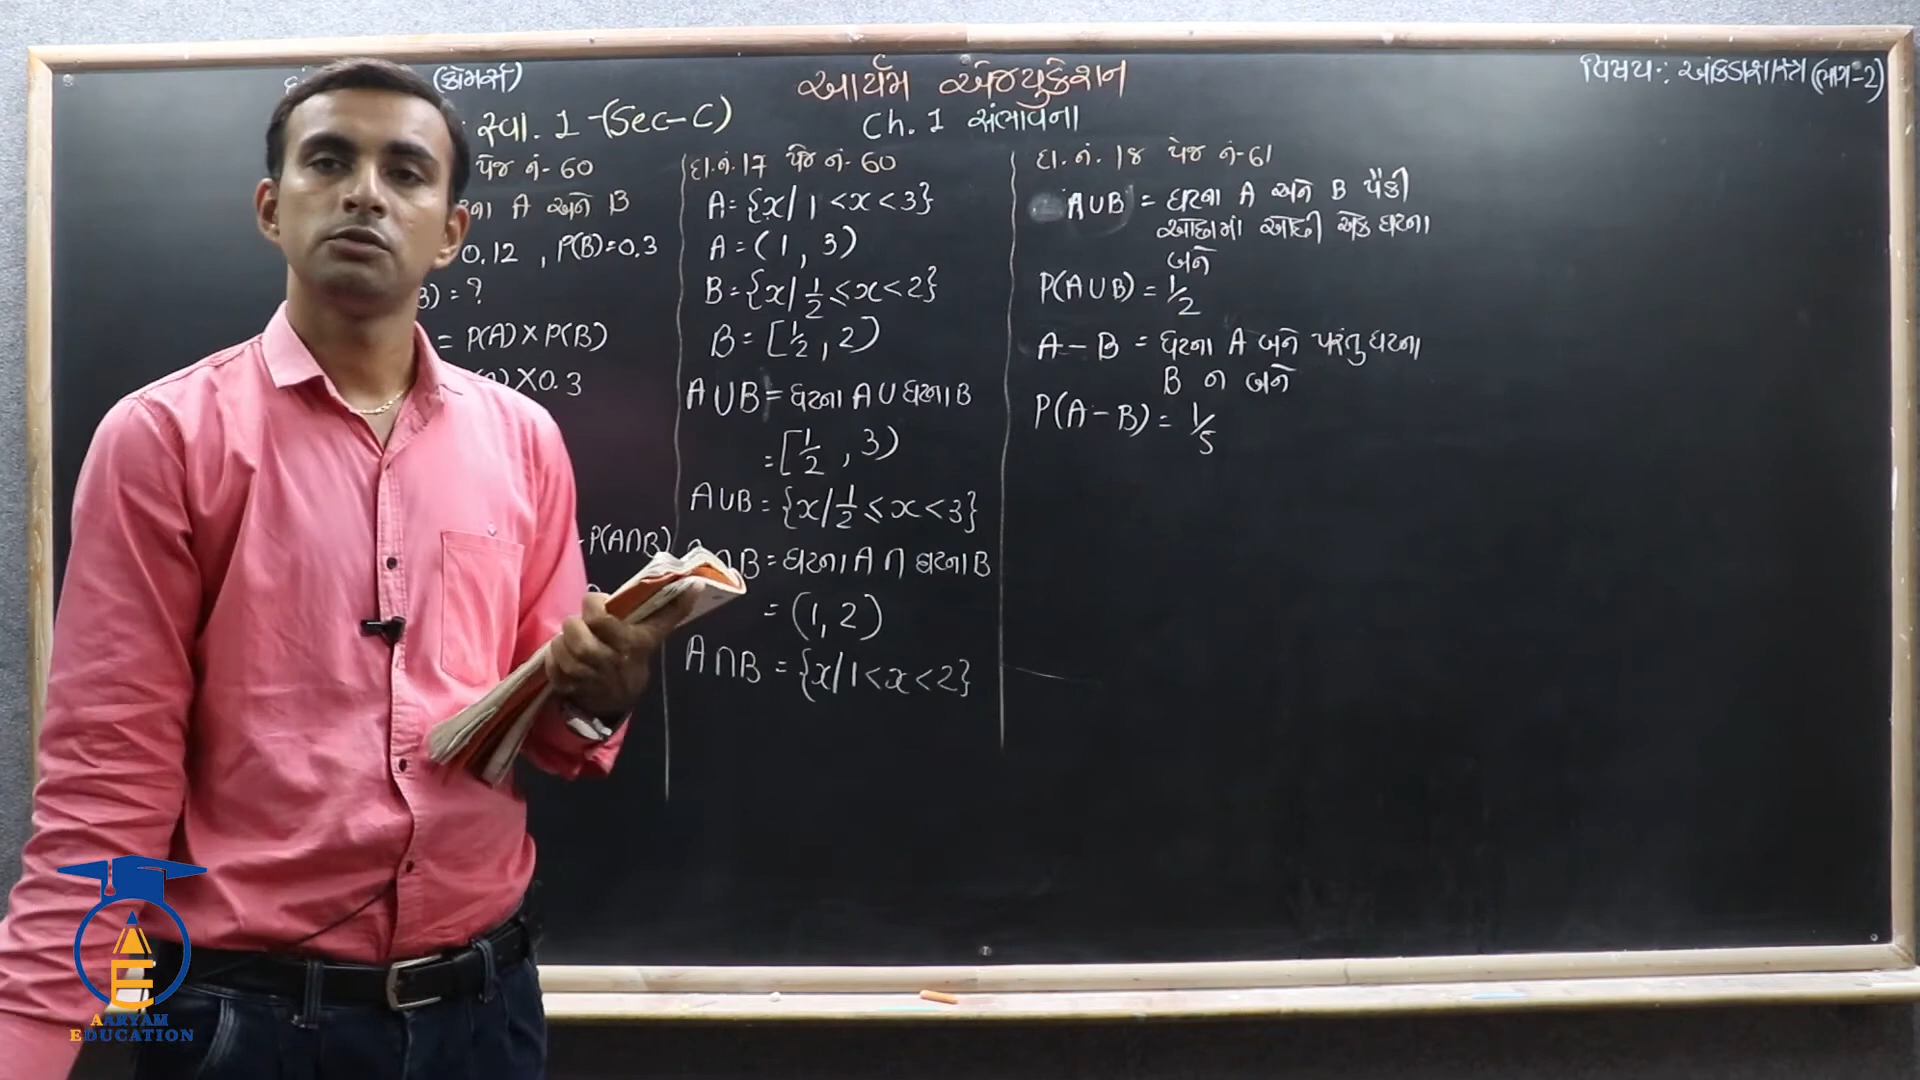 (કોમર્સ)
આર્યમ એજ્યુકેશન
વિષય:- આંકડાશાસ્ત્ર (ભાગ-2)
સ્વા. 1 (Sec-C)
Ch. 1 સંભાવના
પેજ નં- 60
ના A અને B
0.12 , P(B)=0.3
B) = ?
= P(A) X P(B)
X 0.3
- P(A∩B)
દા.નં. 17 પેજ નં- 60
A = {x/ 1 < x < 3}
A = (1, 3)
B = {x/ 1/2 ≤ x < 2}
B = [1/2, 2)
A∪B = ઘટના A ∪ ઘટના B
= [1/2, 3)
A∪B = {x/ 1/2 ≤ x < 3}
∩B = ઘટના A ∩ ઘટના B
= (1, 2)
A∩B = {x/ 1 < x < 2}
દા.નં. 18 પેજ નં- 61
A∪B = ઘટના A અને B પૈકી
ઓછામાં ઓછી એક ઘટના
બને
P(A∪B) = 1/2
A - B = ઘટના A બને પરંતુ ઘટના
B ન બને
P(A - B) = 1/5
AARYAM
EDUCATION